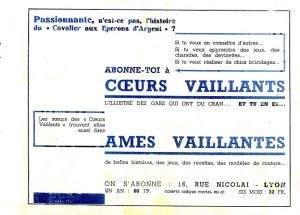 Passionnante, n'est-ce pas, l'histoire
du « Cavalier aux Eperons d'Argent » ?
Si tu veux en connaître d'autres...
Si tu veux apprendre des jeux, des
charades, des devinettes...
Si tu veux réaliser de chics bricolages...
ABONNE-TOI à
CŒURS VAILLANTS
L'ILLUSTRÉ DES GARS QUI ONT DU CRAN... ET TU EN ES...
Les sœurs des « Cœurs
Vaillants » trouvent elles
aussi dans
AMES VAILLANTES
de belles histoires, des jeux, des recettes, des modèles de couture...
ON S'ABONNE : 16, RUE NICOLAI - LYON
UN AN : 60 FR. COMPTE CHÈQUE POSTAL SIX MOIS : 32 FR.